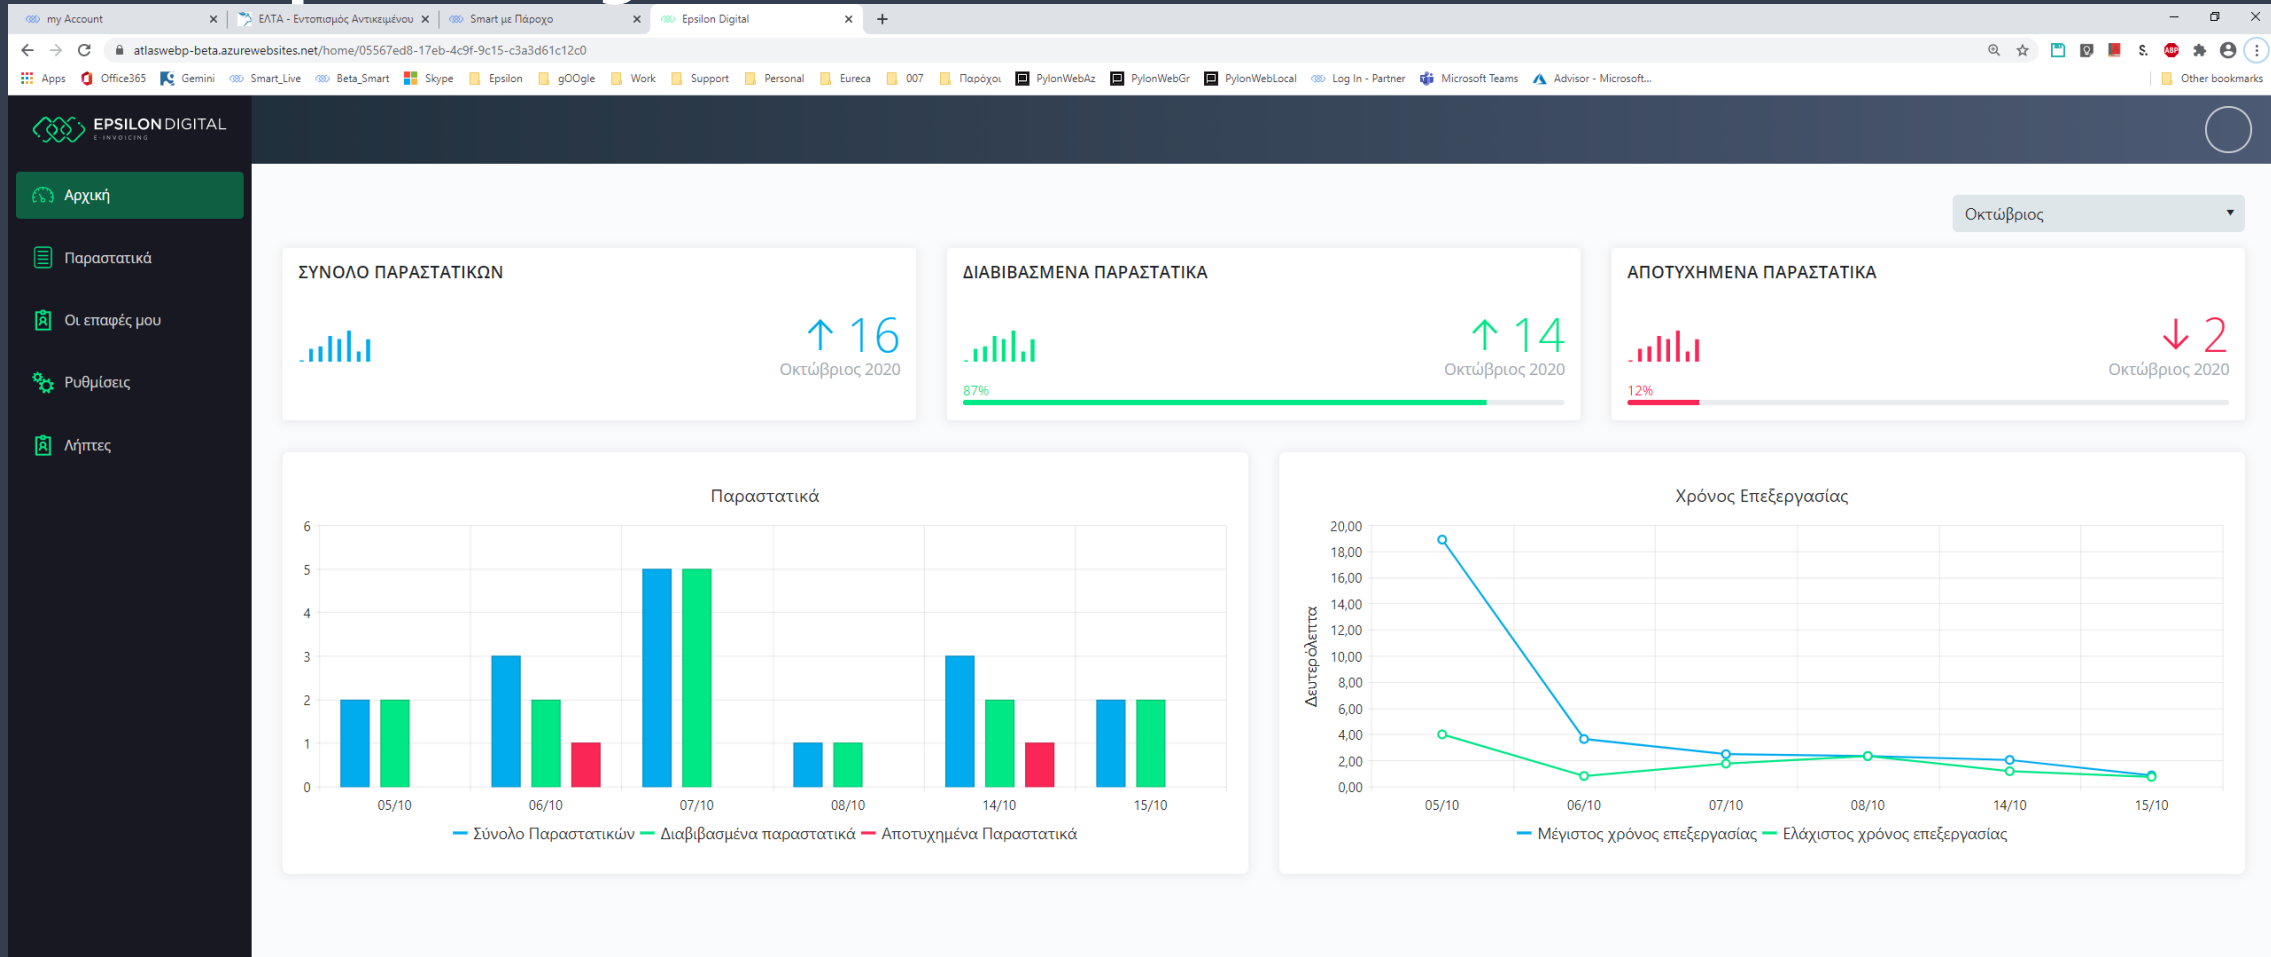 my Account
ΕΛΤΑ - Εντοπισμός Αντικειμένου
Smart με Πάροχο
Epsilon Digital
atlaswebp-beta.azurewebsites.net/home/05567ed8-17eb-4c9f-9c15-c3a3d61c12c0
Apps Office365 Gemini Smart_Live Beta_Smart Skype Epsilon gOOgle Work Support Personal Eureca 007 Παρόχοι PylonWebAz PylonWebGr PylonWebLocal Log In - Partner Microsoft Teams Advisor - Microsoft... Other bookmarks
EPSILON DIGITAL
E-INVOICING
Αρχική
Παραστατικά
Οι επαφές μου
Ρυθμίσεις
Λήπτες
Οκτώβριος
ΣΥΝΟΛΟ ΠΑΡΑΣΤΑΤΙΚΩΝ
16
Οκτώβριος 2020
ΔΙΑΒΙΒΑΣΜΕΝΑ ΠΑΡΑΣΤΑΤΙΚΑ
14
Οκτώβριος 2020
87%
ΑΠΟΤΥΧΗΜΕΝΑ ΠΑΡΑΣΤΑΤΙΚΑ
2
Οκτώβριος 2020
12%
Παραστατικά
6
5
4
3
2
1
0
05/10 06/10 07/10 08/10 14/10 15/10
Σύνολο Παραστατικών Διαβιβασμένα παραστατικά Αποτυχημένα Παραστατικά
Χρόνος Επεξεργασίας
Δευτερόλεπτα
20,00
18,00
16,00
14,00
12,00
10,00
8,00
6,00
4,00
2,00
0,00
05/10 06/10 07/10 08/10 14/10 15/10
Μέγιστος χρόνος επεξεργασίας Ελάχιστος χρόνος επεξεργασίας